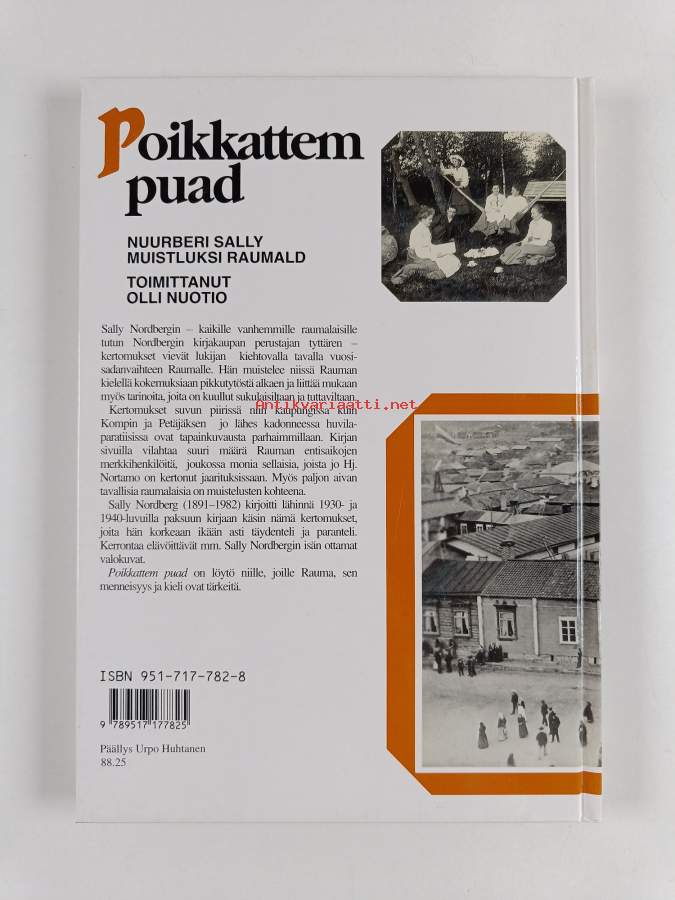 Poikkattem
puad
NUURBERI SALLY
MUISTLUKSI RAUMALD
TOIMITTANUT
OLLI NUOTIO
Sally Nordbergin – kaikille vanhemmille raumalaisille
tutun Nordbergin kirjakaupan perustajan tyttären –
kertomukset vievät lukijan kiehtovalla tavalla vuosi-
sadanvaihteen Raumalle. Hän muistelee niissä Rauman
kielellä kokemuksiaan pikkutytöstä alkaen ja liittää mukaan
myös tarinoita, joita on kuullut sukulaisiltaan ja tuttaviltaan.
Antikvariaatti.net
Kertomukset suvun piirissä niin kaupungissa kuin
Kompin ja Petäjäksen jo lähes kadonneessa huvila-
paratiisissa ovat tapainkuvausta parhaimmillaan. Kirjan
sivuilla vilahtaa suuri määrä Rauman entisaikojen
merkkihenkilöitä, joukossa monia sellaisia, joista jo Hj.
Nortamo on kertonut jaarituksissaan. Myös paljon aivan
tavallisia raumalaisia on muistelusten kohteena.
Sally Nordberg (1891–1982) kirjoitti lähinnä 1930- ja
1940-luvuilla paksuun kirjaan käsin nämä kertomukset,
joita hän korkeaan ikään asti täydenteli ja paranteli.
Kerrontaa elävöittävät mm. Sally Nordbergin isän ottamat
valokuvat.
Poikkattem puad on löytö niille, joille Rauma, sen
menneisyys ja kieli ovat tärkeitä.
ISBN 951-717-782-8
9 789517 177825
Päällys Urpo Huhtanen
88.25